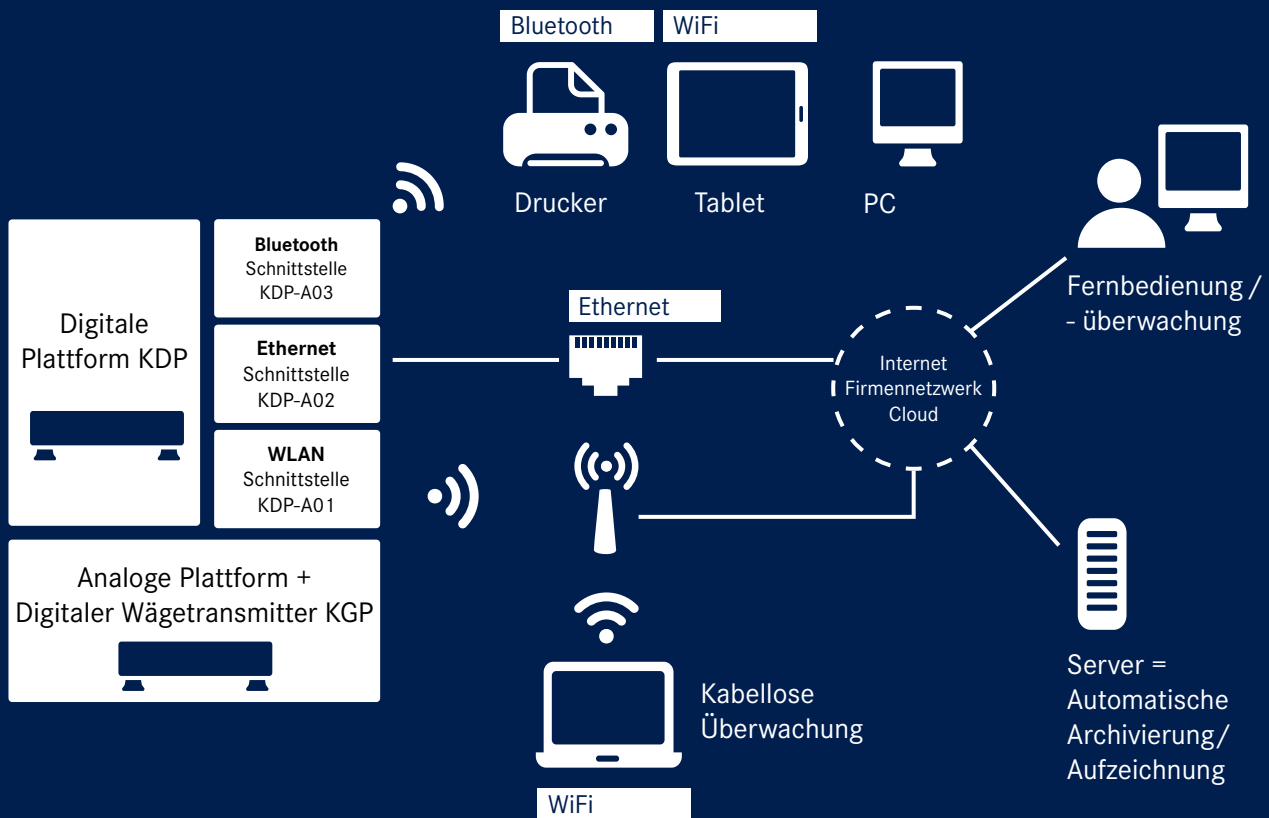 Bluetooth
WiFi
Drucker
Tablet
PC
Digitale
Plattform KDP
Bluetooth
Schnittstelle
KDP-A03
Ethernet
Schnittstelle
KDP-A02
WLAN
Schnittstelle
KDP-A01
Analoge Plattform +
Digitaler Wägetransmitter KGP
Ethernet
Internet
Firmennetzwerk
Cloud
Fernbedienung /
- überwachung
Kabellose
Überwachung
WiFi
Server =
Automatische
Archivierung /
Aufzeichnung